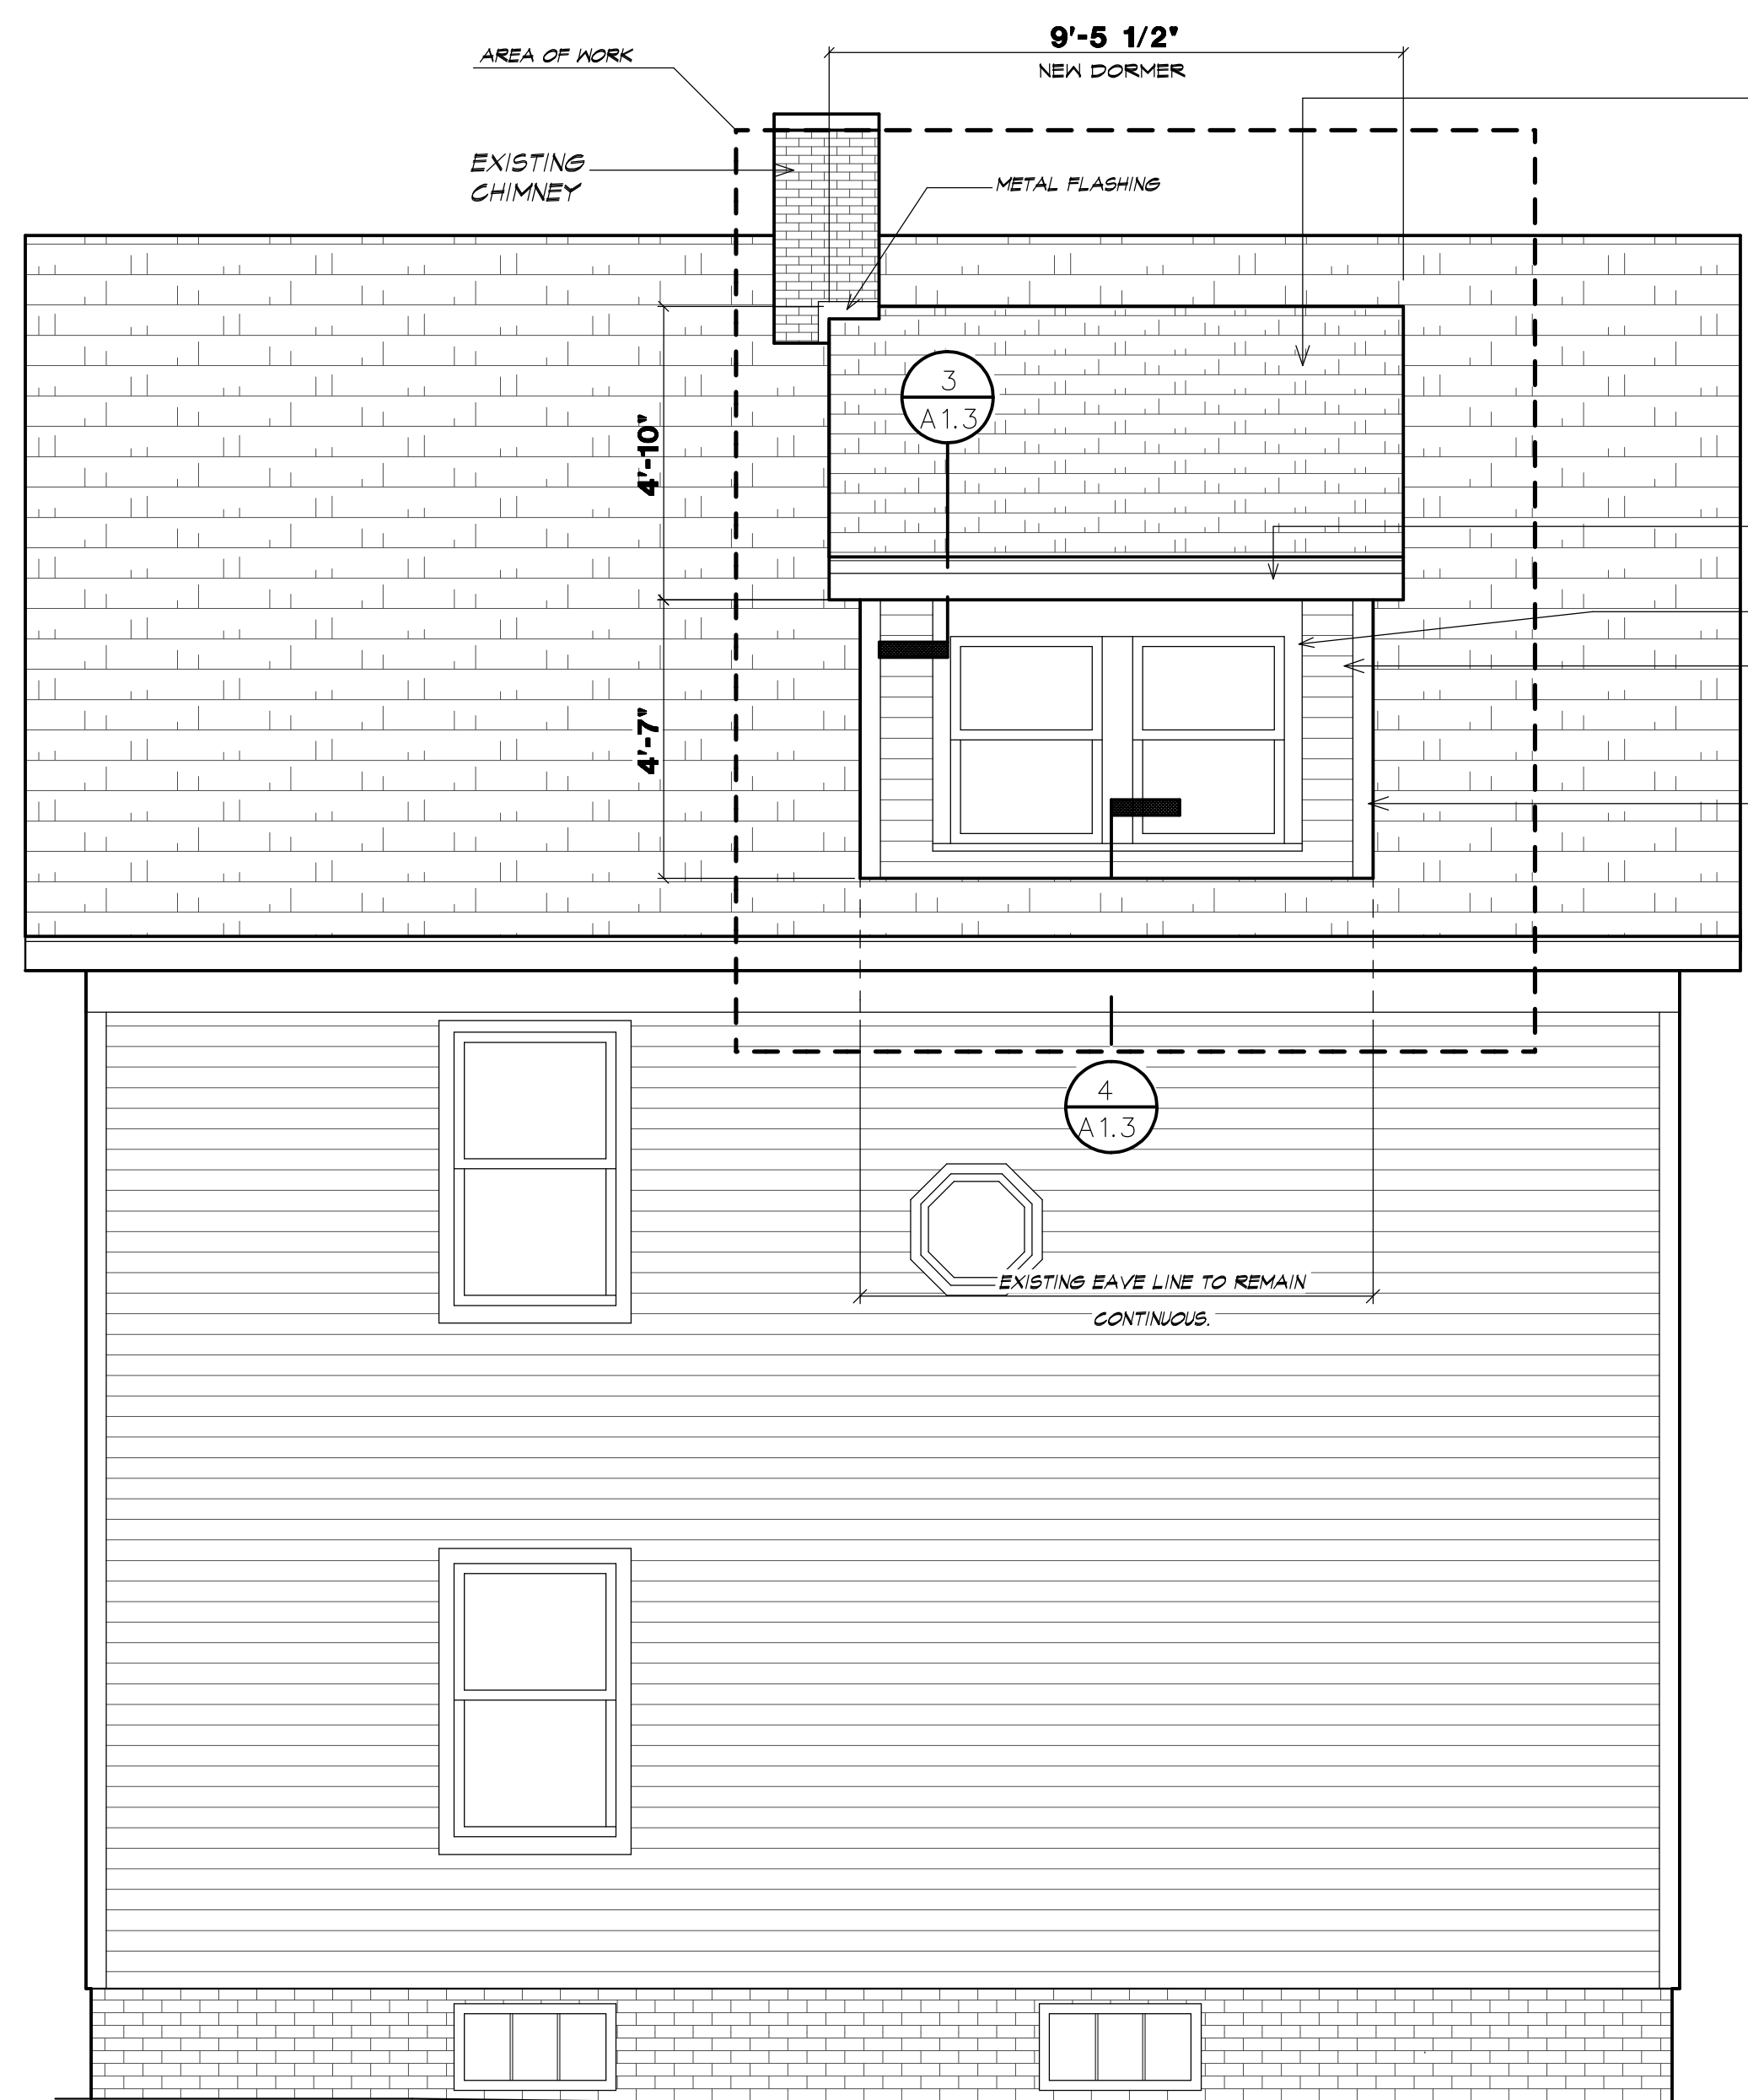 9'-5 1/2"
AREA OF WORK
NEW DORMER
EXISTING
CHIMNEY
METAL FLASHING
3
A1.3
4'-10"
4'-7"
4
A1.3
EXISTING EAVE LINE TO REMAIN
CONTINUOUS.